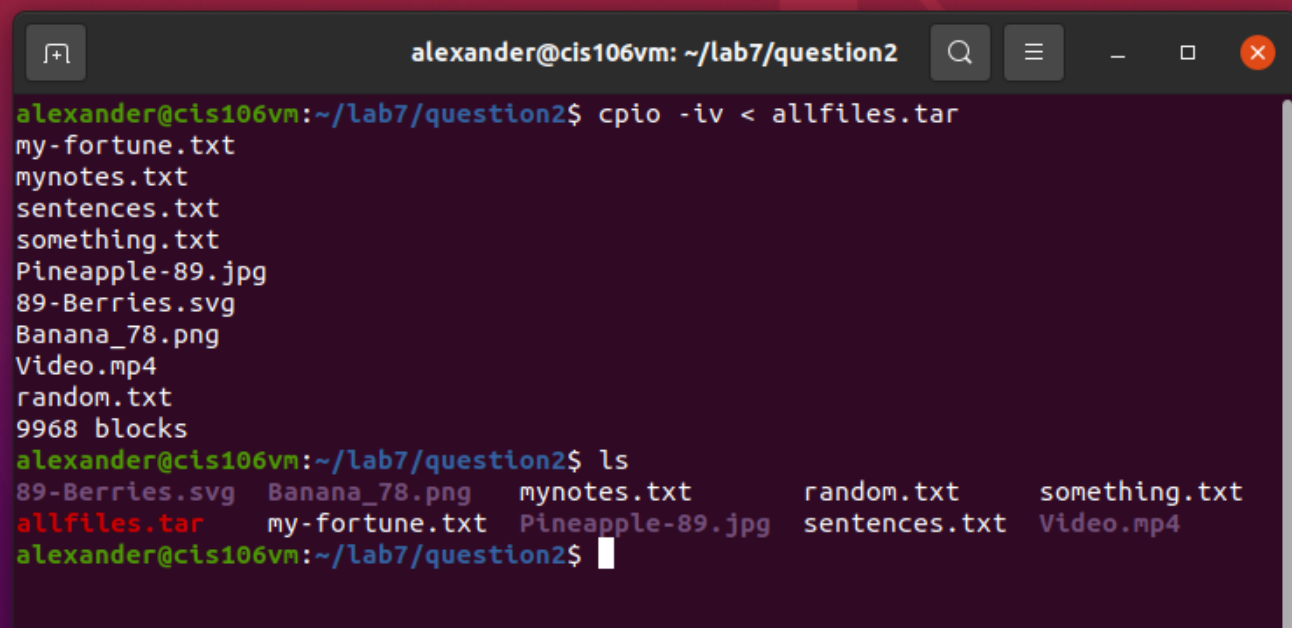 alexander@cis106vm: ~/lab7/question2
alexander@cis106vm:~/lab7/question2$ cpio -iv < allfiles.tar
my-fortune.txt
mynotes.txt
sentences.txt
something.txt
Pineapple-89.jpg
89-Berries.svg
Banana_78.png
Video.mp4
random.txt
9968 blocks
alexander@cis106vm:~/lab7/question2$ ls
89-Berries.svg  Banana_78.png   mynotes.txt       random.txt     something.txt
allfiles.tar    my-fortune.txt  Pineapple-89.jpg  sentences.txt  Video.mp4
alexander@cis106vm:~/lab7/question2$